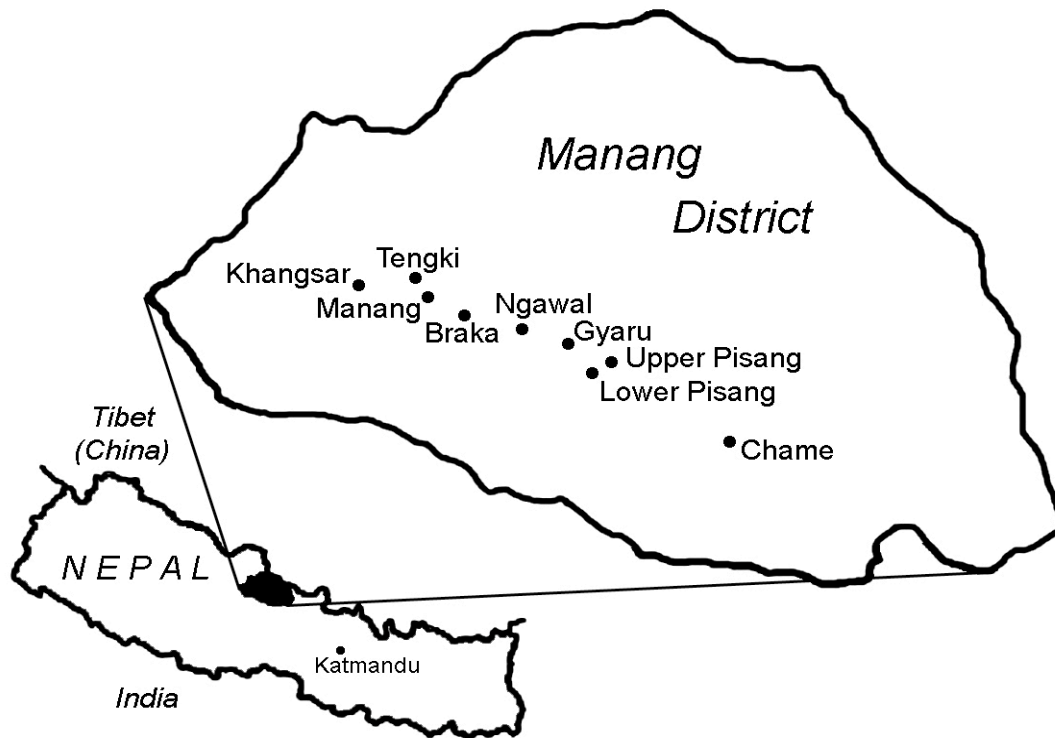 Manang
District
Tengki
Khangsar
Manang
Ngawal
Braka
Gyaru
Upper Pisang
Lower Pisang
Chame
Tibet
(China)
NEPAL
Katmandu
India